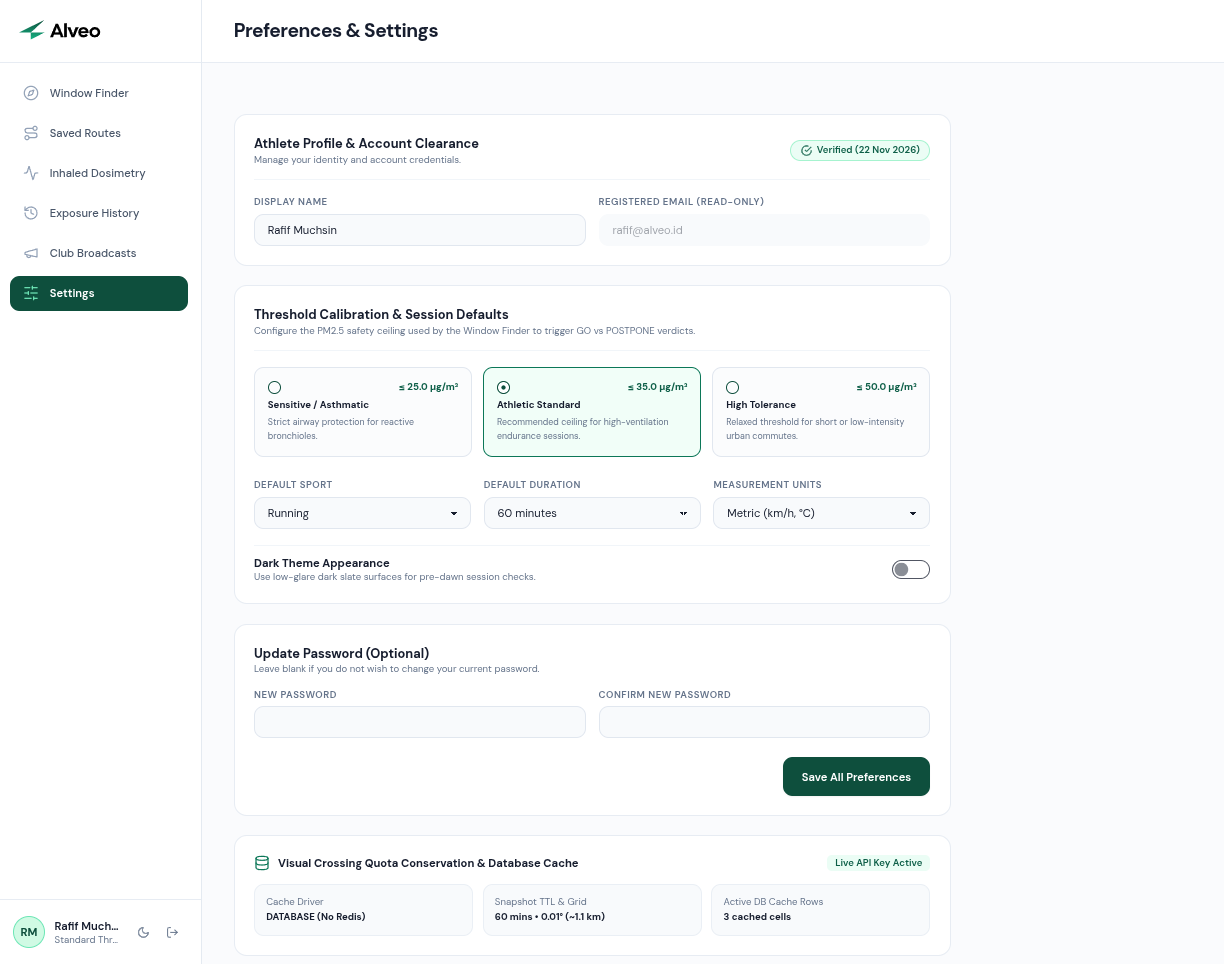 Alveo
Preferences & Settings
Window Finder
Saved Routes
Inhaled Dosimetry
Exposure History
Club Broadcasts
Settings
Athlete Profile & Account Clearance
Manage your identity and account credentials.
Verified (22 Nov 2026)
DISPLAY NAME
REGISTERED EMAIL (READ-ONLY)
Rafif Muchsin
rafif@alveo.id
Threshold Calibration & Session Defaults
Configure the PM2.5 safety ceiling used by the Window Finder to trigger GO vs POSTPONE verdicts.
≤ 25.0 µg/m³
Sensitive / Asthmatic
Strict airway protection for reactive
bronchioles.
≤ 35.0 µg/m³
Athletic Standard
Recommended ceiling for high-ventilation
endurance sessions.
≤ 50.0 µg/m³
High Tolerance
Relaxed threshold for short or low-intensity
urban commutes.
DEFAULT SPORT
DEFAULT DURATION
MEASUREMENT UNITS
Running
60 minutes
Metric (km/h, °C)
Dark Theme Appearance
Use low-glare dark slate surfaces for pre-dawn session checks.
Update Password (Optional)
Leave blank if you do not wish to change your current password.
NEW PASSWORD
CONFIRM NEW PASSWORD
Save All Preferences
Visual Crossing Quota Conservation & Database Cache
Live API Key Active
Cache Driver
DATABASE (No Redis)
Snapshot TTL & Grid
60 mins • 0.01° (~1.1 km)
Active DB Cache Rows
3 cached cells
RM
Rafif Much...
Standard Thr...